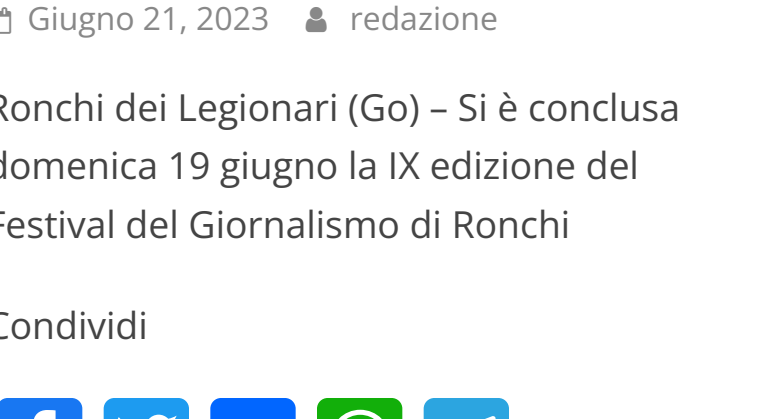 Giugno 21, 2023 redazione
Ronchi dei Legionari (Go) – Si è conclusa
domenica 19 giugno la IX edizione del
Festival del Giornalismo di Ronchi
Condividi